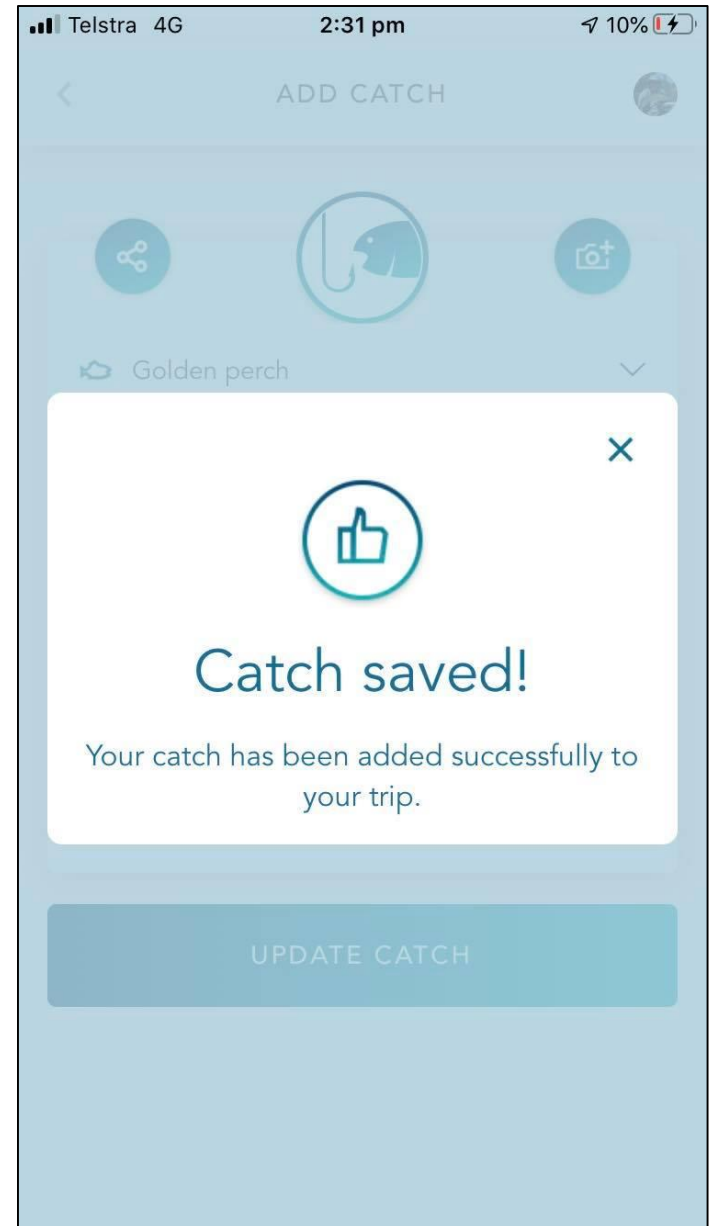 Telstra 4G 2:31 pm 10%
ADD CATCH
Golden perch
Catch saved!
Your catch has been added successfully to
your trip.
UPDATE CATCH